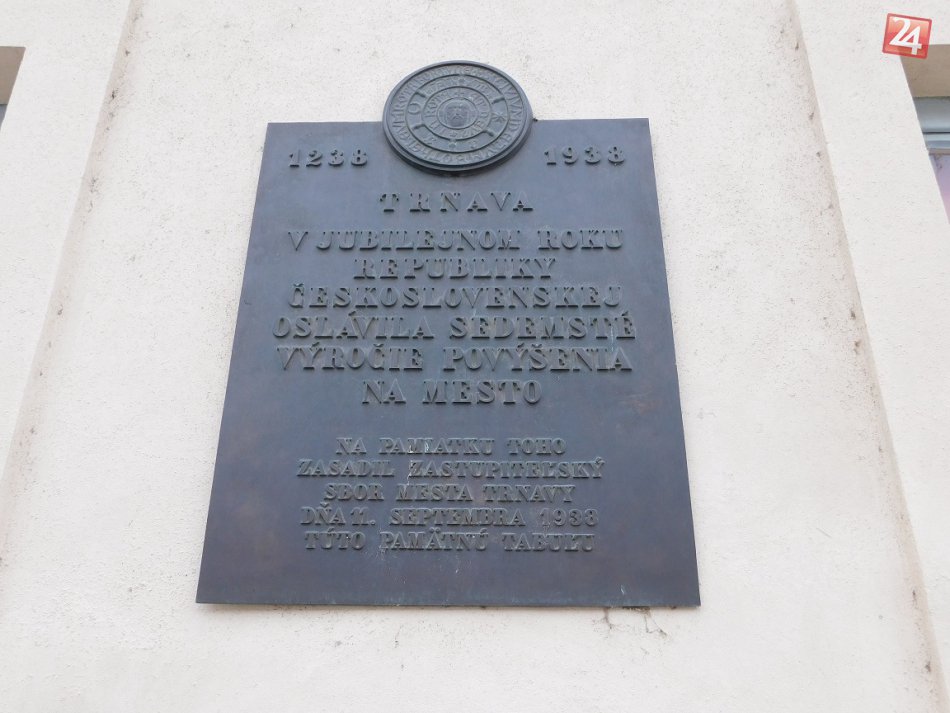 24
1238 1938
TRNAVA
V JUBILEJNOM ROKU
REPUBLIKY
ČESKOSLOVENSKEJ
OSLÁVILA SEDEMSTÉ
VÝROČIE POVÝŠENIA
NA MESTO
NA PAMIATKU TOHO
ZASADIL ZASTUPITEĽSKÝ
SBOR MESTA TRNAVY
DŇA 11. SEPTEMBRA 1938
TÚTO PAMÄTNÚ TABUĽU